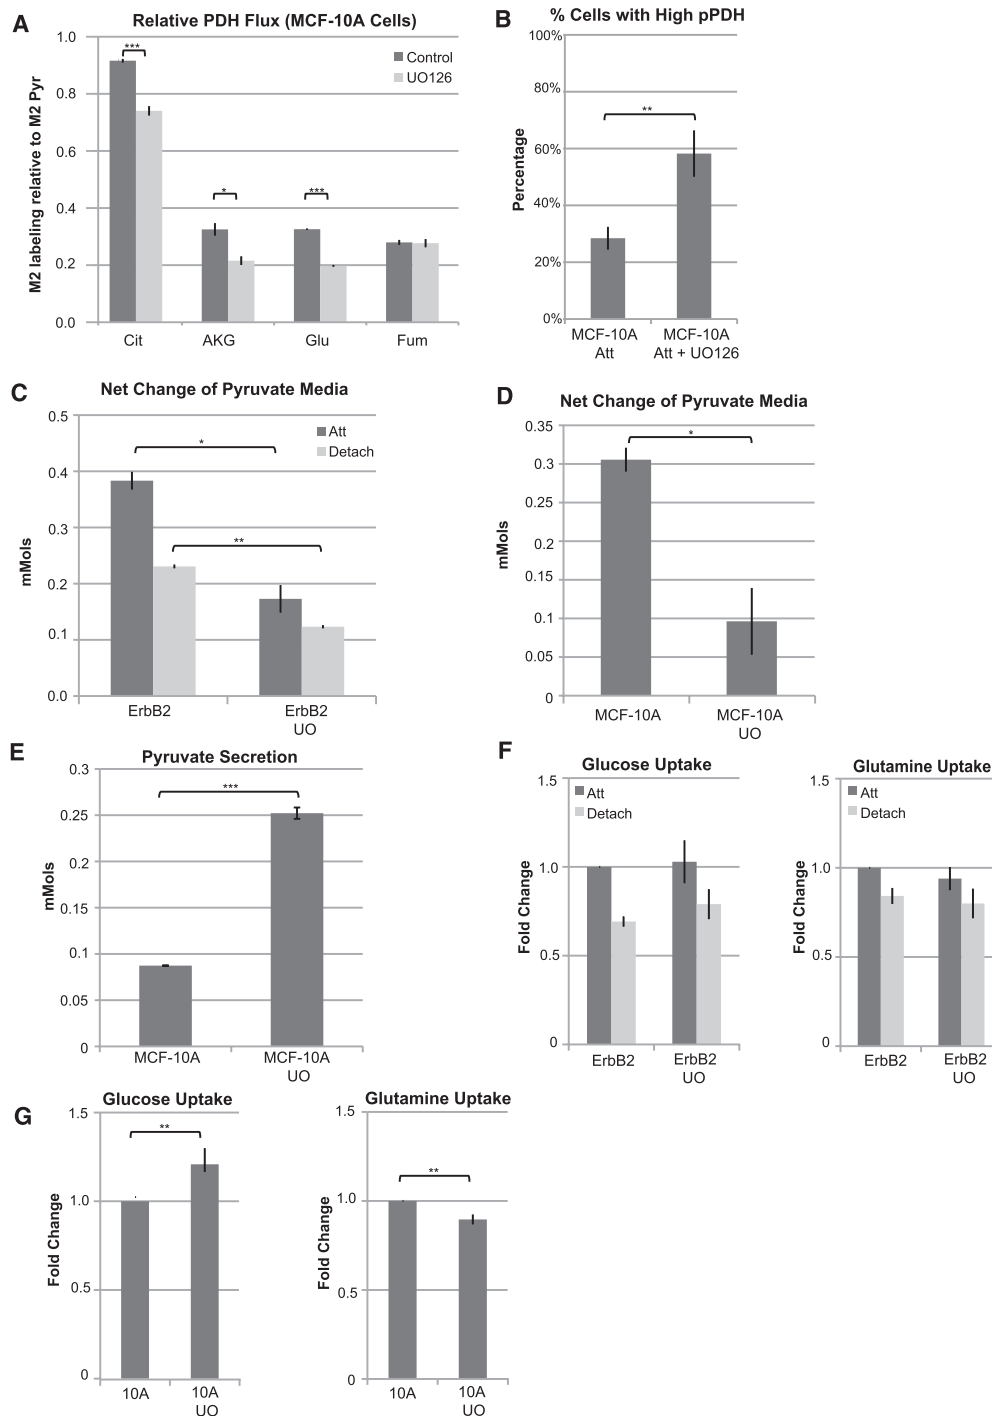 A
Relative PDH Flux (MCF-10A Cells)
M2 labeling relative to M2 Pyr
1.0
0.8
0.6
0.4
0.2
0.0
***
*
***
Control
UO126
Cit
AKG
Glu
Fum
B
% Cells with High pPDH
Percentage
100%
80%
60%
40%
20%
0%
**
MCF-10A
Att
MCF-10A
Att + UO126
C
Net Change of Pyruvate Media
mMols
0.5
0.4
0.3
0.2
0.1
0.0
*
**
Att
Detach
ErbB2
ErbB2
UO
D
Net Change of Pyruvate Media
mMols
0.35
0.3
0.25
0.2
0.15
0.1
0.05
0
*
MCF-10A
MCF-10A
UO
E
Pyruvate Secretion
mMols
0.3
0.25
0.2
0.15
0.1
0.05
0
***
MCF-10A
MCF-10A
UO
F
Glucose Uptake
Fold Change
1.5
1.0
0.5
0
Att
Detach
ErbB2
ErbB2
UO
Glutamine Uptake
Fold Change
1.5
1.0
0.5
0
Att
Detach
ErbB2
ErbB2
UO
G
Glucose Uptake
Fold Change
1.5
1.0
0.5
0
**
10A
10A
UO
Glutamine Uptake
Fold Change
1.5
1.0
0.5
0
**
10A
10A
UO